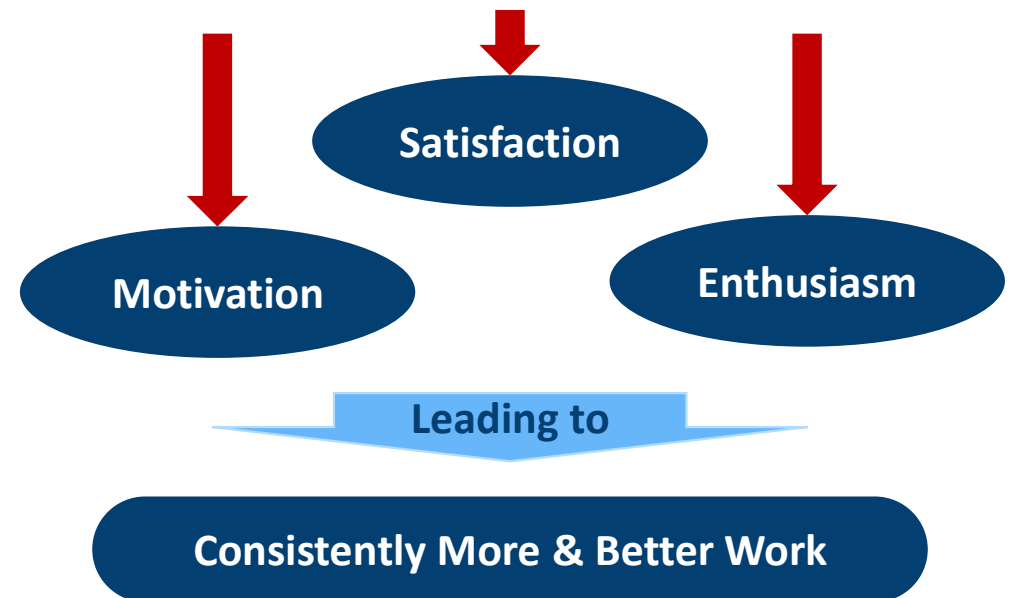 Satisfaction
Motivation
Enthusiasm
Leading to
Consistently More & Better Work